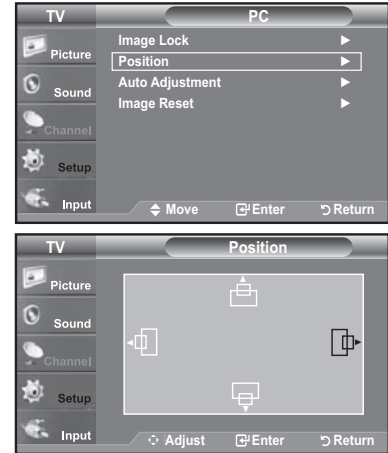 TV
PC
Picture
Sound
Channel
Setup
Input
Image Lock
Position
Auto Adjustment
Image Reset
Move
Enter
Return
TV
Position
Picture
Sound
Channel
Setup
Input
Adjust
Enter
Return